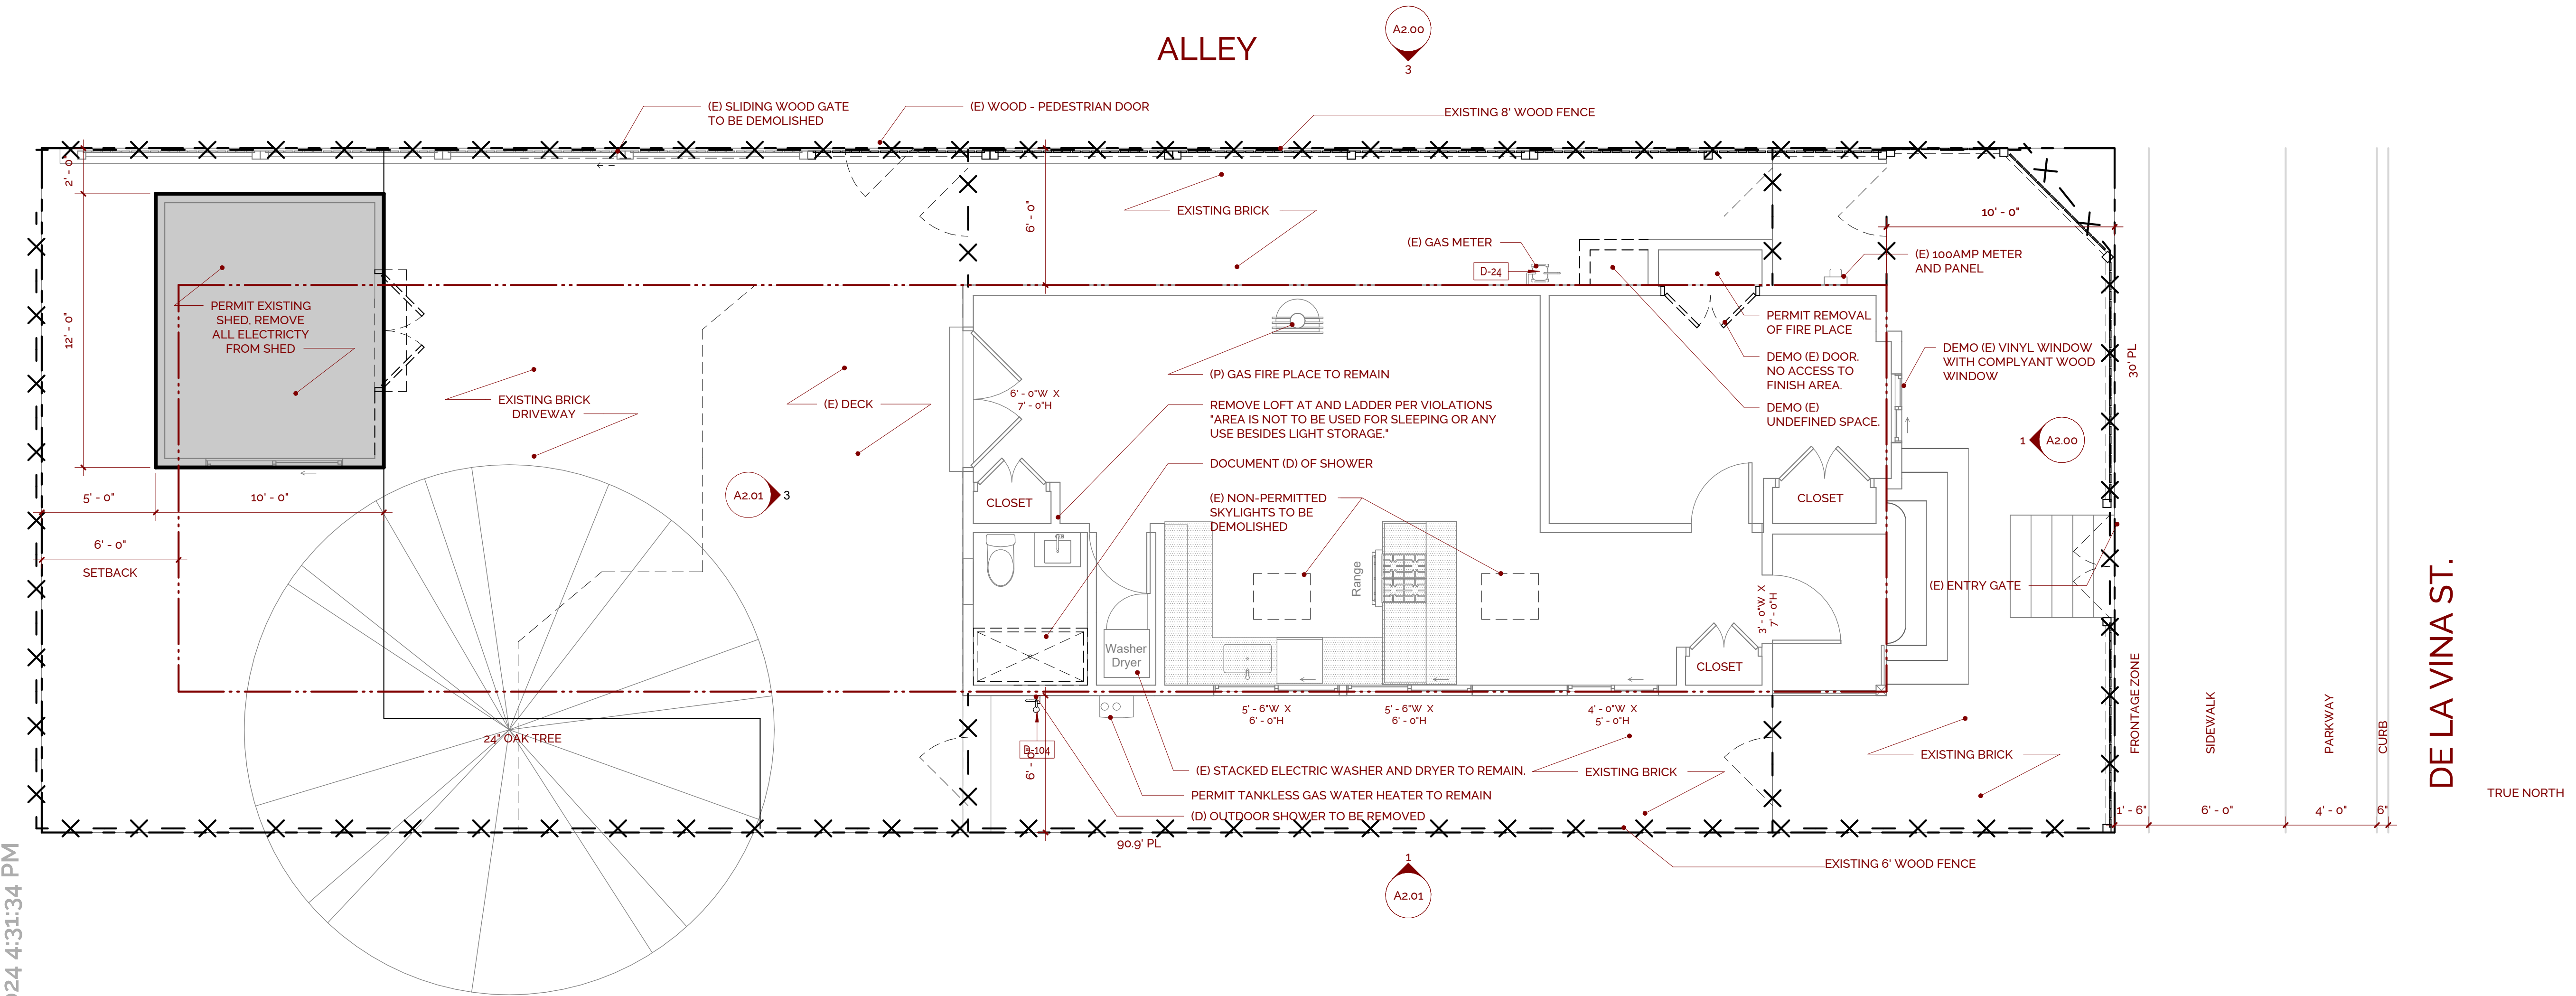 A2.00
3
ALLEY
(E) SLIDING WOOD GATE
TO BE DEMOLISHED
(E) WOOD - PEDESTRIAN DOOR
EXISTING 8' WOOD FENCE
2' - 0"
12' - 0"
6' - 0"
EXISTING BRICK
10' - 0"
(E) GAS METER
D-24
(E) 100AMP METER
AND PANEL
PERMIT EXISTING
SHED, REMOVE
ALL ELECTRICTY
FROM SHED
PERMIT REMOVAL
OF FIRE PLACE
DEMO (E) DOOR.
NO ACCESS TO
FINISH AREA.
DEMO (E)
UNDEFINED SPACE.
DEMO (E) VINYL WINDOW
WITH COMPLYANT WOOD
WINDOW
30' PL
(P) GAS FIRE PLACE TO REMAIN
6' - 0"W X
7' - 0"H
EXISTING BRICK
DRIVEWAY
(E) DECK
REMOVE LOFT AT AND LADDER PER VIOLATIONS
"AREA IS NOT TO BE USED FOR SLEEPING OR ANY
USE BESIDES LIGHT STORAGE."
1
A2.00
DOCUMENT (D) OF SHOWER
A2.01
3
5' - 0"
10' - 0"
CLOSET
(E) NON-PERMITTED
SKYLIGHTS TO BE
DEMOLISHED
CLOSET
6' - 0"
SETBACK
Range
3' - 0"W X
7' - 0"H
(E) ENTRY GATE
Washer
Dryer
CLOSET
5' - 6"W X
6' - 0"H
5' - 6"W X
6' - 0"H
4' - 0"W X
5' - 0"H
24" OAK TREE
D-104
6' - 0"
(E) STACKED ELECTRIC WASHER AND DRYER TO REMAIN.
EXISTING BRICK
EXISTING BRICK
PERMIT TANKLESS GAS WATER HEATER TO REMAIN
(D) OUTDOOR SHOWER TO BE REMOVED
90.9' PL
EXISTING 6' WOOD FENCE
1
A2.01
FRONTAGE ZONE
SIDEWALK
PARKWAY
CURB
1' - 6"
6' - 0"
4' - 0"
6"
DE LA VINA ST.
TRUE NORTH
4:31:34 PM